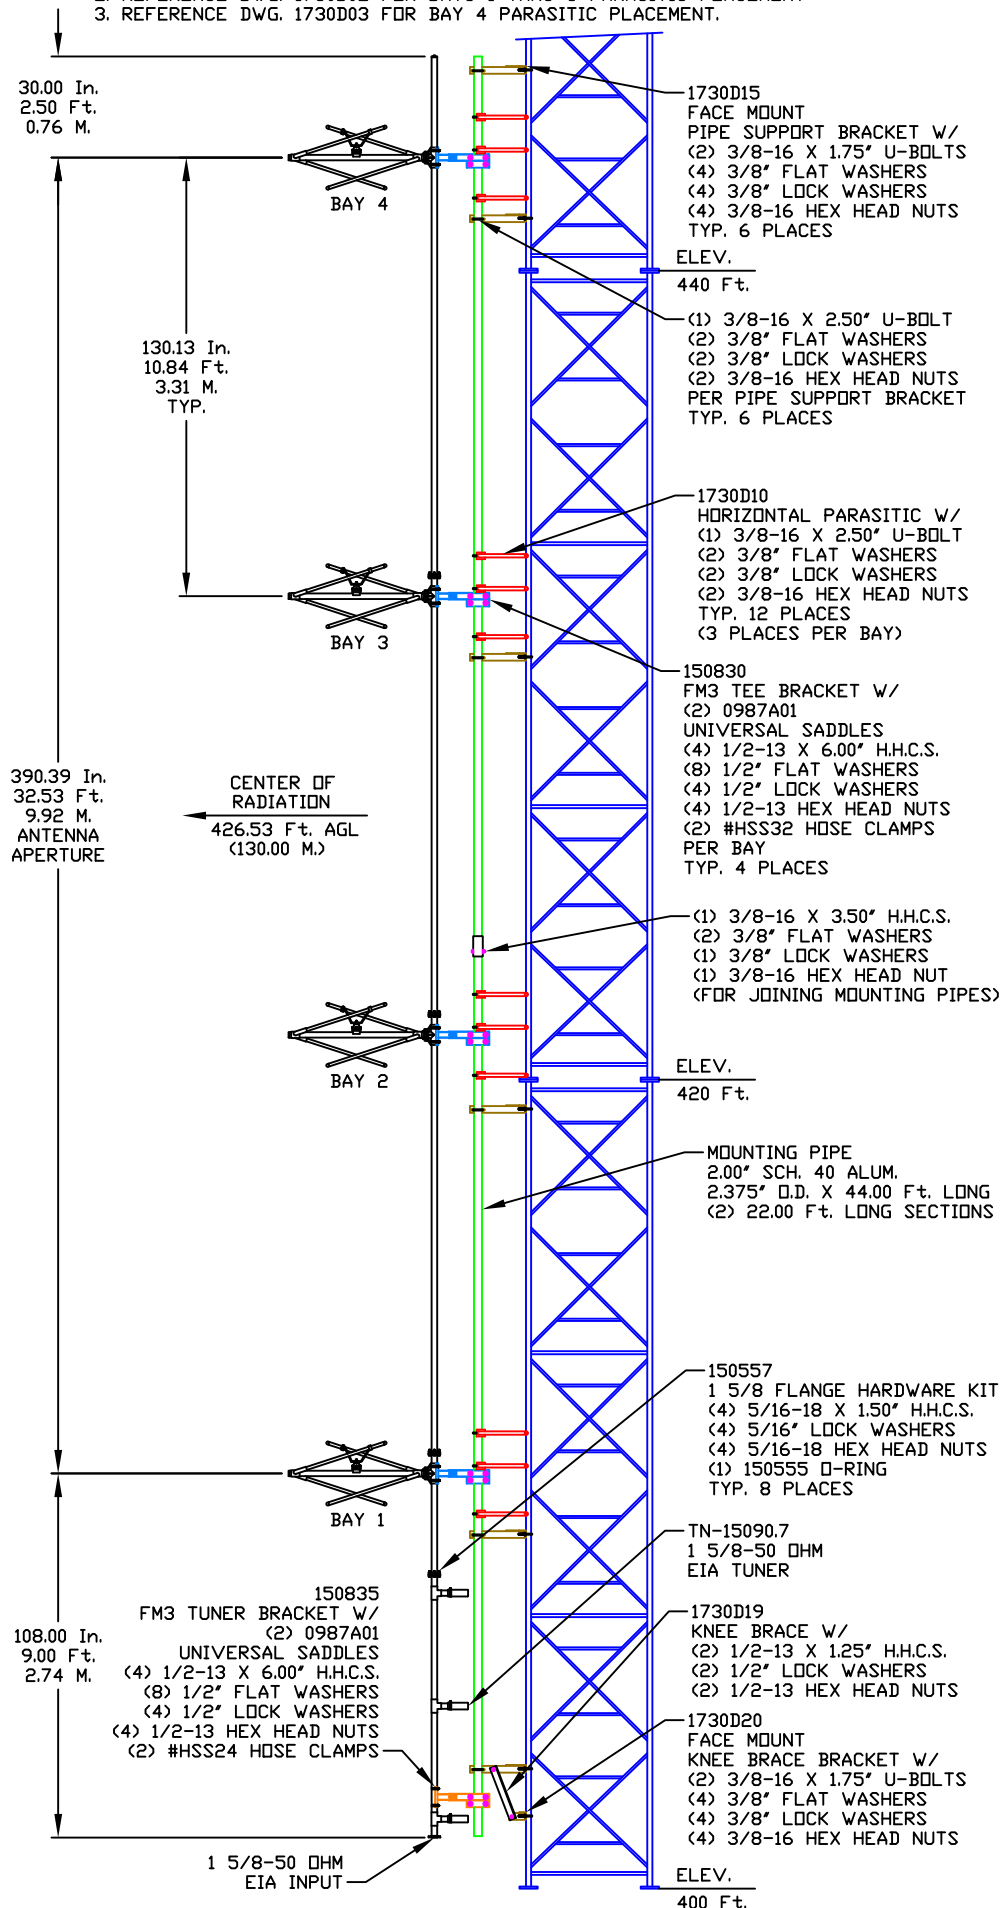 3. REFERENCE DWG. 1730D03 FOR BAY 4 PARASITIC PLACEMENT.
30.00 In.
2.50 Ft.
0.76 M.
BAY 4
1730D15
FACE MOUNT
PIPE SUPPORT BRACKET W/
(2) 3/8-16 X 1.75" U-BOLTS
(4) 3/8" FLAT WASHERS
(4) 3/8" LOCK WASHERS
(4) 3/8-16 HEX HEAD NUTS
TYP. 6 PLACES
ELEV.
440 Ft.
(1) 3/8-16 X 2.50" U-BOLT
(2) 3/8" FLAT WASHERS
(2) 3/8" LOCK WASHERS
(2) 3/8-16 HEX HEAD NUTS
PER PIPE SUPPORT BRACKET
TYP. 6 PLACES
130.13 In.
10.84 Ft.
3.31 M.
TYP.
1730D10
HORIZONTAL PARASITIC W/
(1) 3/8-16 X 2.50" U-BOLT
(2) 3/8" FLAT WASHERS
(2) 3/8" LOCK WASHERS
(2) 3/8-16 HEX HEAD NUTS
TYP. 12 PLACES
(3 PLACES PER BAY)
BAY 3
150830
FM3 TEE BRACKET W/
(2) 0987A01
UNIVERSAL SADDLES
(4) 1/2-13 X 6.00" H.H.C.S.
(8) 1/2" FLAT WASHERS
(4) 1/2" LOCK WASHERS
(4) 1/2-13 HEX HEAD NUTS
(2) #HSS32 HOSE CLAMPS
PER BAY
TYP. 4 PLACES
390.39 In.
32.53 Ft.
9.92 M.
ANTENNA
APERTURE
CENTER OF
RADIATION
426.53 Ft. AGL
(130.00 M.)
(1) 3/8-16 X 3.50" H.H.C.S.
(2) 3/8" FLAT WASHERS
(1) 3/8" LOCK WASHERS
(1) 3/8-16 HEX HEAD NUT
(FOR JOINING MOUNTING PIPES)
BAY 2
ELEV.
420 Ft.
MOUNTING PIPE
2.00" SCH. 40 ALUM.
2.375" O.D. X 44.00 Ft. LONG
(2) 22.00 Ft. LONG SECTIONS
150557
1 5/8 FLANGE HARDWARE KIT
(4) 5/16-18 X 1.50" H.H.C.S.
(4) 5/16" LOCK WASHERS
(4) 5/16-18 HEX HEAD NUTS
(1) 150555 O-RING
TYP. 8 PLACES
BAY 1
TN-15090.7
1 5/8-50 OHM
EIA TUNER
108.00 In.
9.00 Ft.
2.74 M.
150835
FM3 TUNER BRACKET W/
(2) 0987A01
UNIVERSAL SADDLES
(4) 1/2-13 X 6.00" H.H.C.S.
(8) 1/2" FLAT WASHERS
(4) 1/2" LOCK WASHERS
(4) 1/2-13 HEX HEAD NUTS
(2) #HSS24 HOSE CLAMPS
1730D19
KNEE BRACE W/
(2) 1/2-13 X 1.25" H.H.C.S.
(2) 1/2" LOCK WASHERS
(2) 1/2-13 HEX HEAD NUTS
1730D20
FACE MOUNT
KNEE BRACE BRACKET W/
(2) 3/8-16 X 1.75" U-BOLTS
(4) 3/8" FLAT WASHERS
(4) 3/8" LOCK WASHERS
(4) 3/8-16 HEX HEAD NUTS
1 5/8-50 OHM
EIA INPUT
ELEV.
400 Ft.